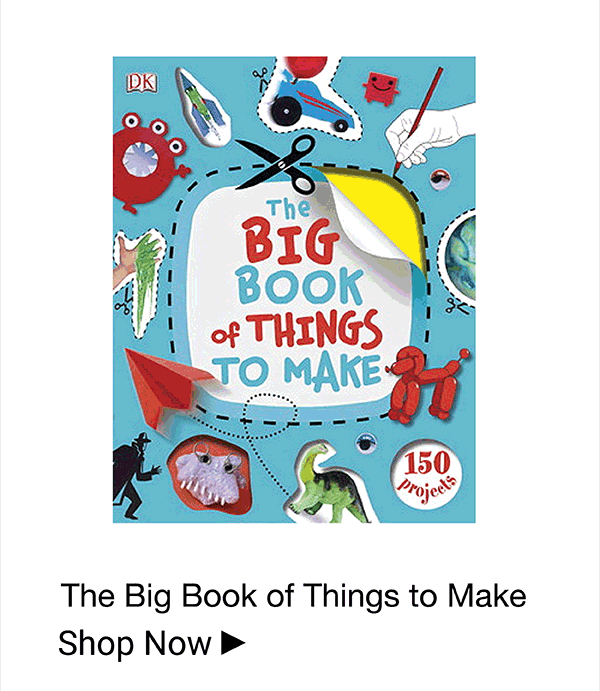 DK
The
BIG
BOOK
of THINGS
TO MAKE
150
projects
The Big Book of Things to Make
Shop Now ▶